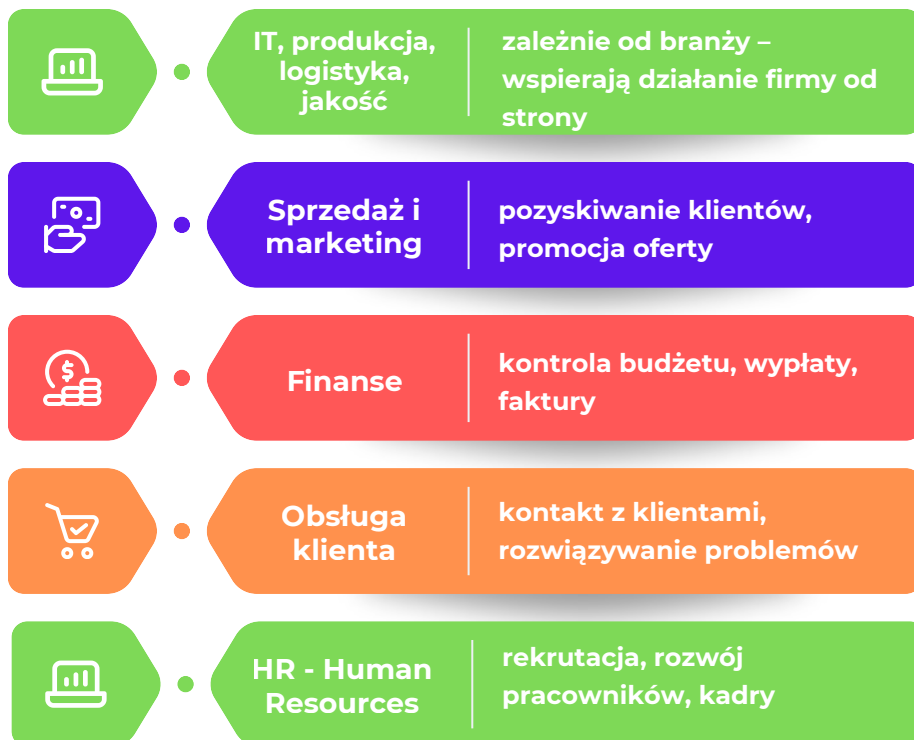 IT, produkcja,
logistyka,
jakość
zależnie od branży –
wspierają działanie firmy od
strony
Sprzedaż i
marketing
pozyskiwanie klientów,
promocja oferty
Finanse
kontrola budżetu, wypłaty,
faktury
Obsługa
klienta
kontakt z klientami,
rozwiązywanie problemów
HR - Human
Resources
rekrutacja, rozwój
pracowników, kadry